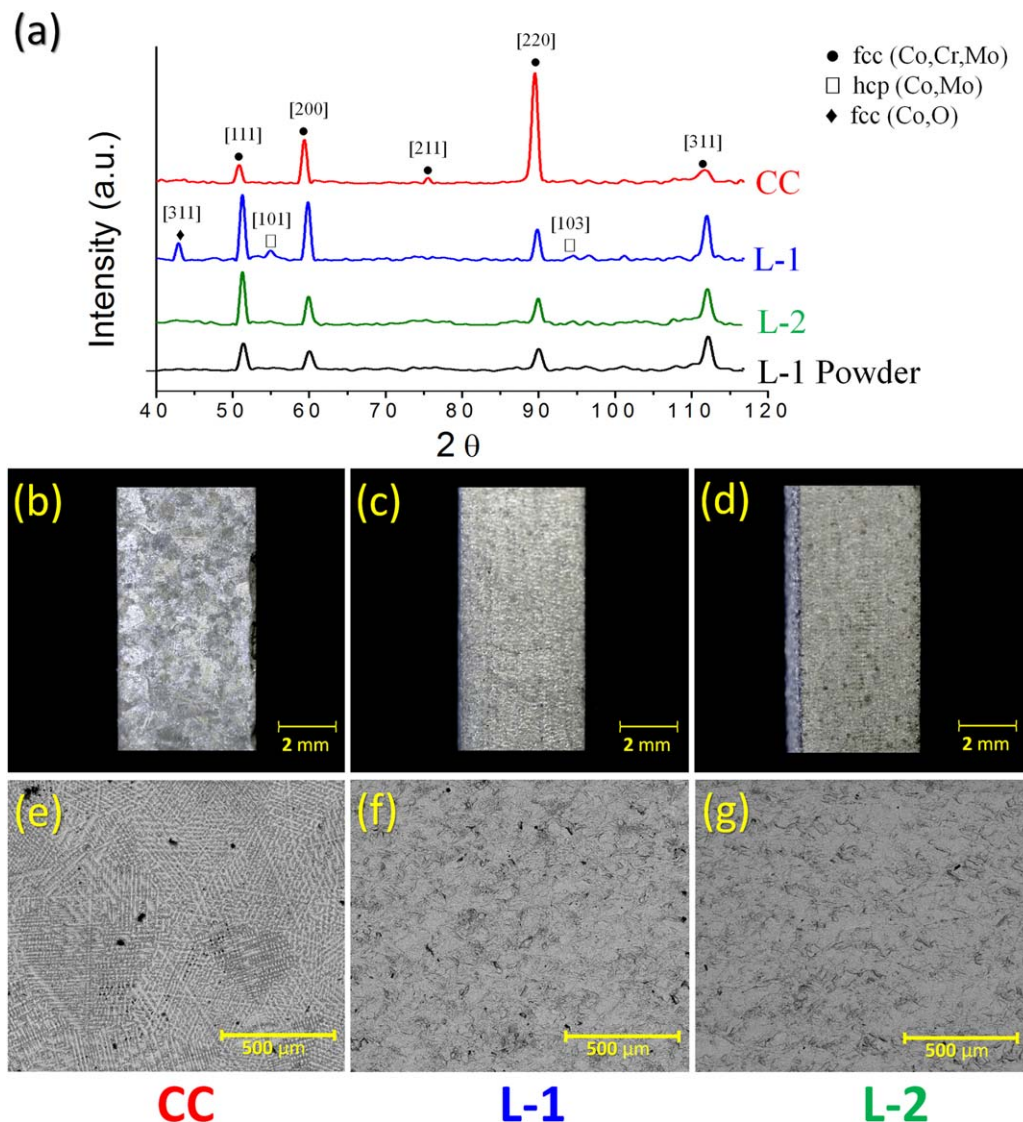 (a)
[220]
● fcc (Co,Cr,Mo)
□ hcp (Co,Mo)
♦ fcc (Co,O)
[200]
[111]
[211]
[311]
CC
[311]
[101]
[103]
L-1
L-2
L-1 Powder
Intensity (a.u.)
40 50 60 70 80 90 100 110 120
2 θ
(b) (c) (d)
2 mm 2 mm 2 mm
(e) (f) (g)
500 µm 500 µm 500 µm
CC L-1 L-2